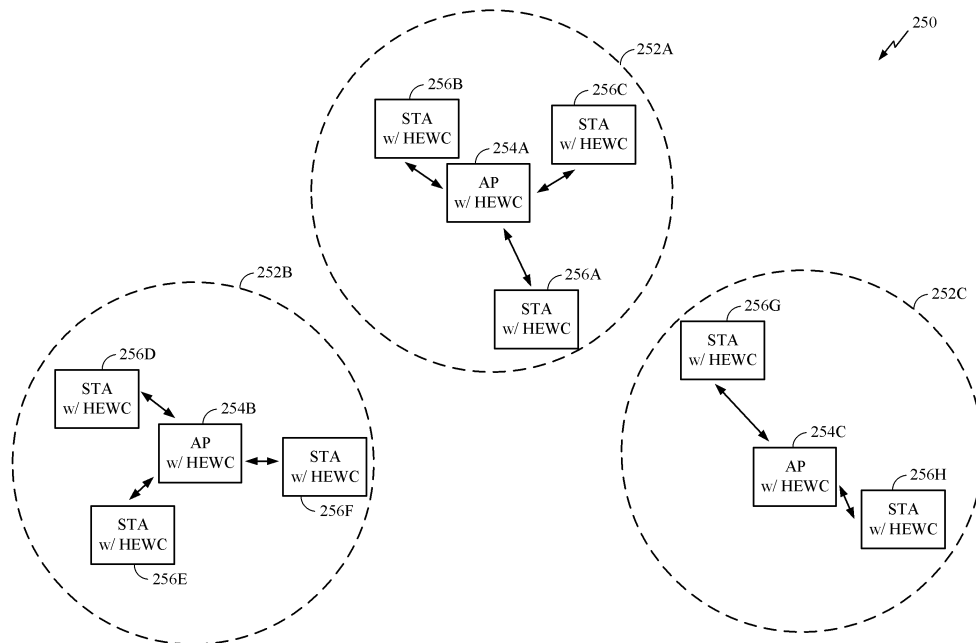 250
252A
256B
STA
w/ HEWC
256C
STA
w/ HEWC
254A
AP
w/ HEWC
256A
STA
w/ HEWC
252B
256D
STA
w/ HEWC
254B
AP
w/ HEWC
STA
w/ HEWC
256F
STA
w/ HEWC
256E
252C
256G
STA
w/ HEWC
254C
AP
w/ HEWC
256H
STA
w/ HEWC